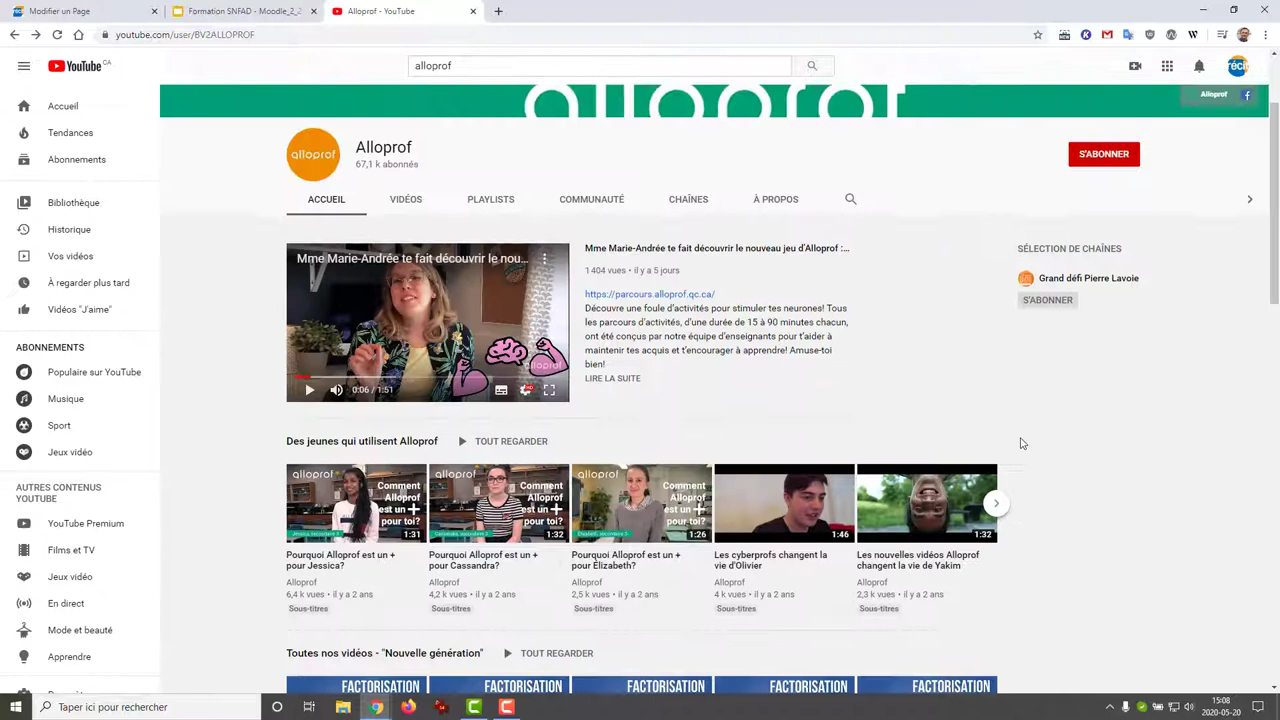 Modifier un Page
Formation SNFAD - Moodle_2_2
Alloprof - YouTube
youtube.com/user/BV2ALLOPROF
YouTube CA
alloprof
réci
alloprof
Alloprof
Accueil
Tendances
Abonnements
Bibliothèque
Historique
Vos vidéos
À regarder plus tard
Vidéos "J'aime"
ABONNEMENTS
Populaire sur YouTube
Musique
Sport
Jeux vidéo
AUTRES CONTENUS
YOUTUBE
YouTube Premium
Films et TV
Jeux vidéo
En direct
Mode et beauté
Apprendre
alloprof
Alloprof
67,1 k abonnés
S'ABONNER
ACCUEIL
VIDÉOS
PLAYLISTS
COMMUNAUTÉ
CHAÎNES
À PROPOS
Mme Marie-Andrée te fait découvrir le nou...
alloprof
0:06 / 1:51
HD
Mme Marie-Andrée te fait découvrir le nouveau jeu d'Alloprof :...
1 404 vues • il y a 5 jours
https://parcours.alloprof.qc.ca/
Découvre une foule d'activités pour stimuler tes neurones! Tous
les parcours d'activités, d'une durée de 15 à 90 minutes chacun,
ont été conçus par notre équipe d'enseignants pour t'aider à
maintenir tes acquis et t'encourager à apprendre! Amuse-toi
bien!
LIRE LA SUITE
SÉLECTION DE CHAÎNES
Grand défi Pierre Lavoie
S'ABONNER
Des jeunes qui utilisent Alloprof
TOUT REGARDER
alloprof
Comment
Alloprof
est un +
pour toi?
1:31
Pourquoi Alloprof est un +
pour Jessica?
Alloprof
6,4 k vues • il y a 2 ans
Sous-titres
alloprof
Comment
Alloprof
est un +
pour toi?
1:32
Pourquoi Alloprof est un +
pour Cassandra?
Alloprof
4,2 k vues • il y a 2 ans
Sous-titres
alloprof
Comment
Alloprof
est un +
pour toi?
1:26
Pourquoi Alloprof est un +
pour Élizabeth?
Alloprof
2,5 k vues • il y a 2 ans
Sous-titres
1:46
Les cyberprofs changent la
vie d'Olivier
Alloprof
4 k vues • il y a 2 ans
Sous-titres
1:32
Les nouvelles vidéos Alloprof
changent la vie de Yakim
Alloprof
2,3 k vues • il y a 2 ans
Sous-titres
Toutes nos vidéos - "Nouvelle génération"
TOUT REGARDER
FACTORISATION
FACTORISATION
FACTORISATION
FACTORISATION
FACTORISATION
Taper ici pour rechercher
15:08
2020-05-20